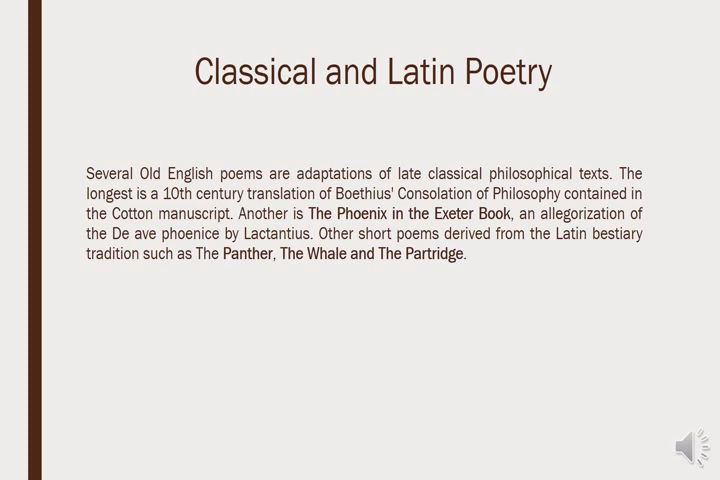 Classical and Latin Poetry
Several Old English poems are adaptations of late classical philosophical texts. The
longest is a 10th century translation of Boethius' Consolation of Philosophy contained in
the Cotton manuscript. Another is The Phoenix in the Exeter Book, an allegorization of
the De ave phoenice by Lactantius. Other short poems derived from the Latin bestiary
tradition such as The Panther, The Whale and The Partridge.